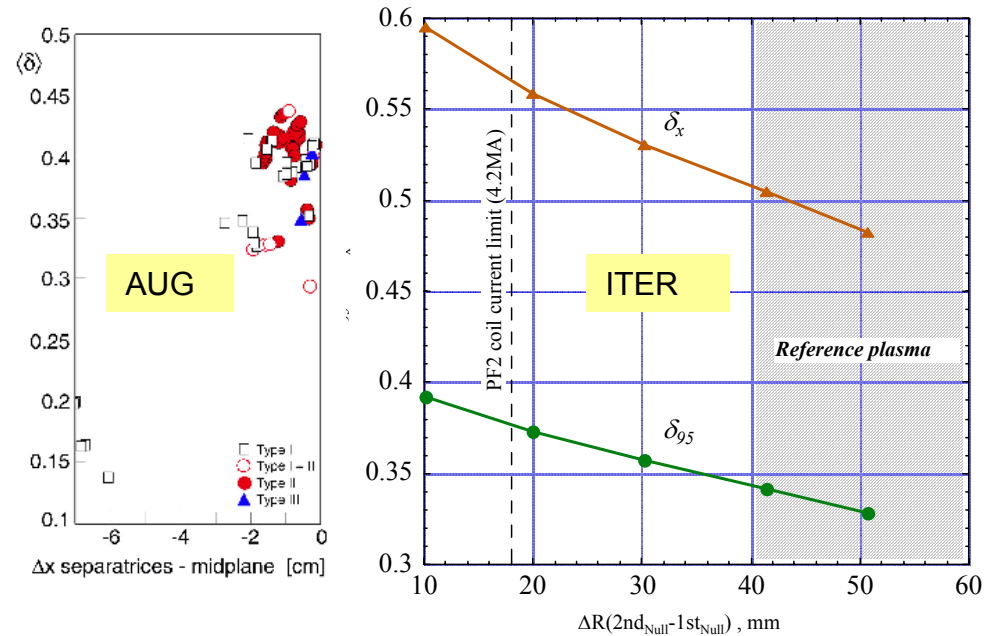 ⟨δ⟩
0.5
0.45
0.4
0.35
0.3
0.25
0.2
0.15
0.1
AUG
Type I
Type I – II
Type II
Type III
-6
-4
-2
0
Δx separatrices - midplane [cm]
0.6
0.55
0.5
0.45
0.4
0.35
0.3
PF2 coil current limit (4.2MA)
δx
ITER
Reference plasma
δ95
10
20
30
40
50
60
ΔR(2nd_Null-1st_Null) , mm